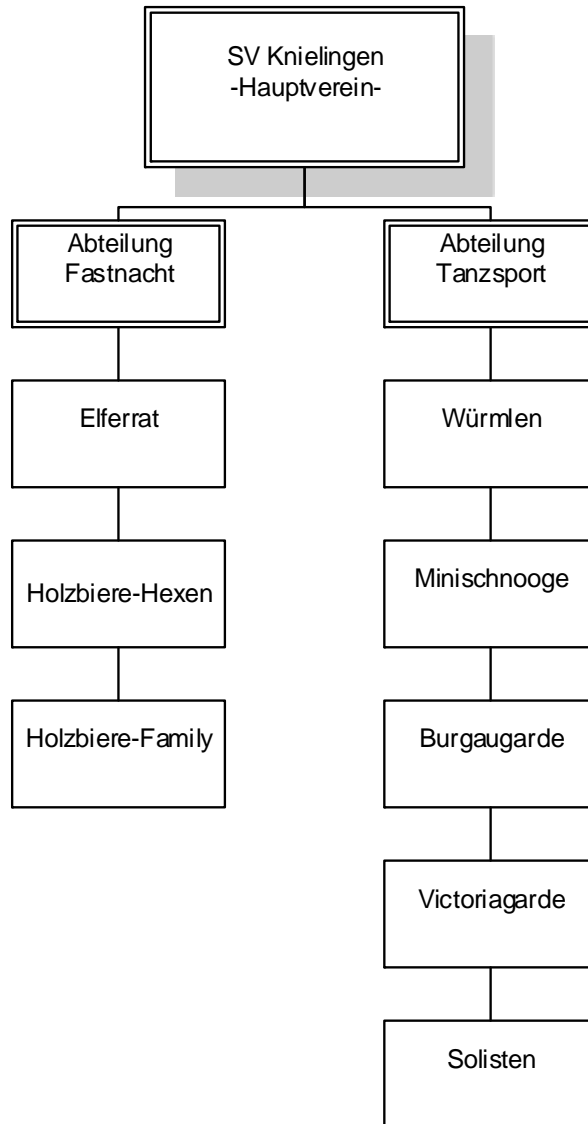 SV Knielingen
-Hauptverein-
Abteilung
Fastnacht
Abteilung
Tanzsport
Elferrat
Würmlen
Holzbiere-Hexen
Minischnooge
Holzbiere-Family
Burgaugarde
Victoriagarde
Solisten